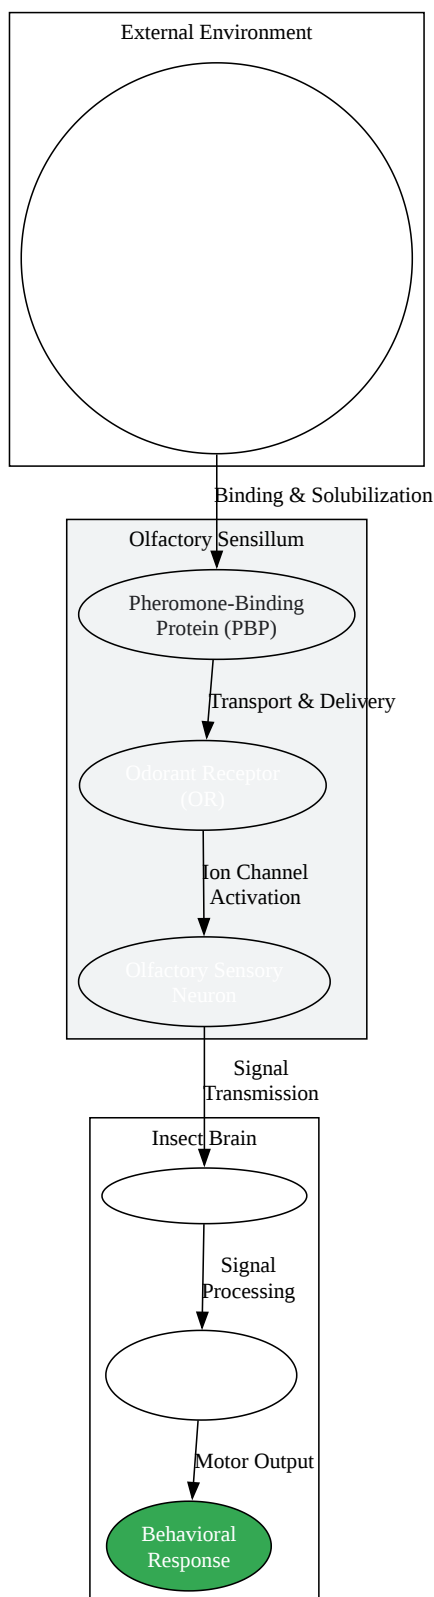 External Environment
Binding & Solubilization
Olfactory Sensillum
Pheromone-Binding
Protein (PBP)
Transport & Delivery
Odorant Receptor
(OR)
Ion Channel
Activation
Olfactory Sensory
Neuron
Signal
Transmission
Insect Brain
Signal
Processing
Motor Output
Behavioral
Response